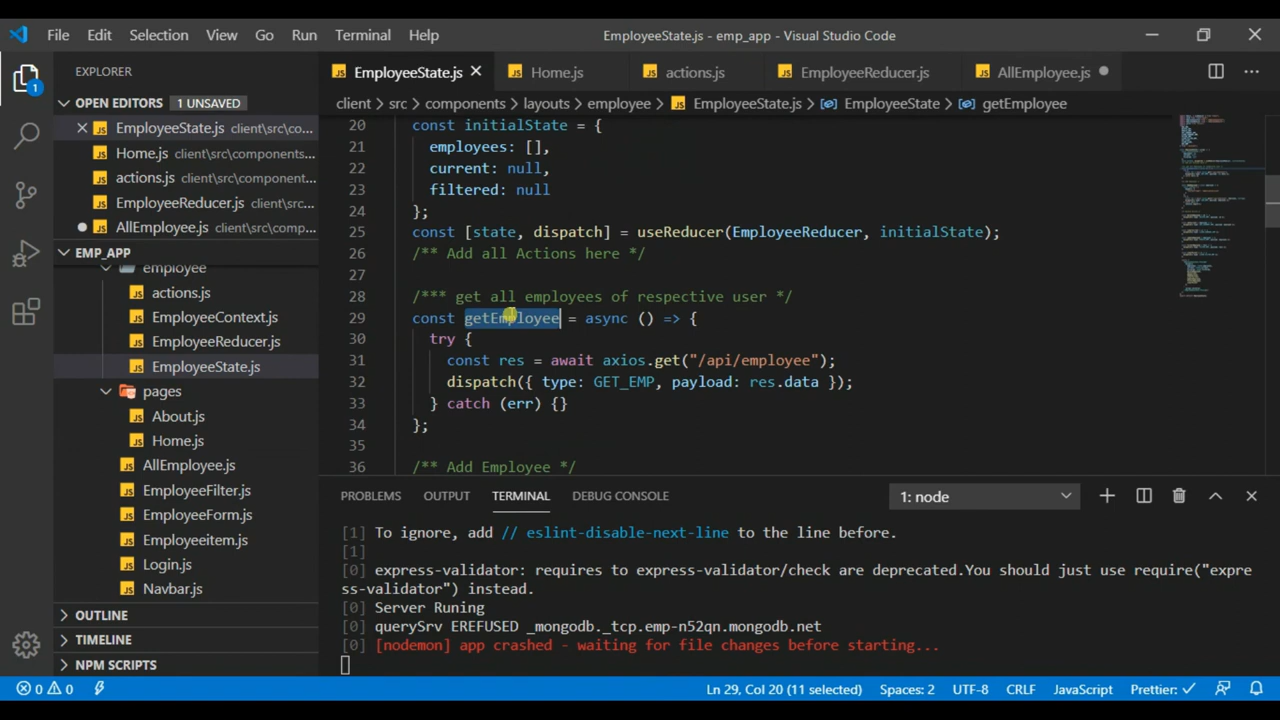 File Edit Selection View Go Run Terminal Help EmployeeState.js - emp_app - Visual Studio Code
EXPLORER
OPEN EDITORS 1 UNSAVED
EmployeeState.js client\src\co...
Home.js client\src\components...
actions.js client\src\component...
EmployeeReducer.js client\src...
AllEmployee.js client\src\comp...
EMP_APP
employee
actions.js
EmployeeContext.js
EmployeeReducer.js
EmployeeState.js
pages
About.js
Home.js
AllEmployee.js
EmployeeFilter.js
EmployeeForm.js
Employeeitem.js
Login.js
Navbar.js
OUTLINE
TIMELINE
NPM SCRIPTS
1
EmployeeState.js Home.js actions.js EmployeeReducer.js AllEmployee.js
client > src > components > layouts > employee > EmployeeState.js > EmployeeState > getEmployee
20 const initialState = {
21 employees: [],
22 current: null,
23 filtered: null
24 };
25 const [state, dispatch] = useReducer(EmployeeReducer, initialState);
26 /** Add all Actions here */
27
28 /*** get all employees of respective user */
29 const getEmployee = async () => {
30 try {
31 const res = await axios.get("/api/employee");
32 dispatch({ type: GET_EMP, payload: res.data });
33 } catch (err) {}
34 };
35
36 /** Add Employee */
PROBLEMS OUTPUT TERMINAL DEBUG CONSOLE 1: node
[1] To ignore, add // eslint-disable-next-line to the line before.
[1]
[0] express-validator: requires to express-validator/check are deprecated.You should just use require("expre
ss-validator") instead.
[0] Server Runing
[0] querySrv EREFUSED _mongodb._tcp.emp-n52qn.mongodb.net
[0] [nodemon] app crashed - waiting for file changes before starting...
0 0 Ln 29, Col 20 (11 selected) Spaces: 2 UTF-8 CRLF JavaScript Prettier: ✓